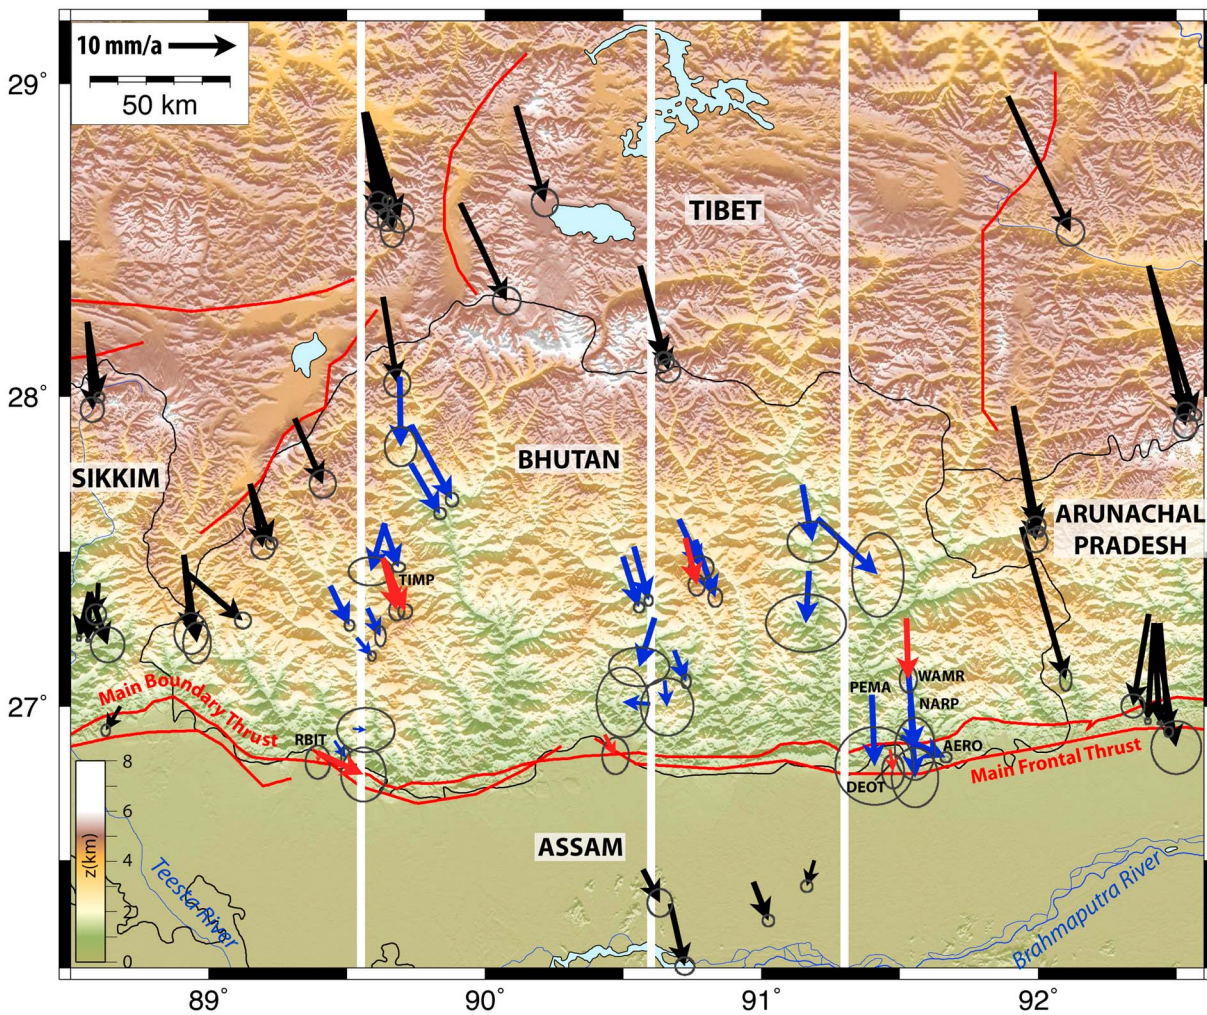 10 mm/a
50 km
29°
28°
27°
TIBET
SIKKIM
BHUTAN
ARUNACHAL
PRADESH
TIMP
WAMR
PEMA
NARP
Main Boundary Thrust
RBIT
AERO
DEOT
Main Frontal Thrust
ASSAM
8
6
4
2
0
z(km)
Teesta River
Brahmaputra River
89°
90°
91°
92°